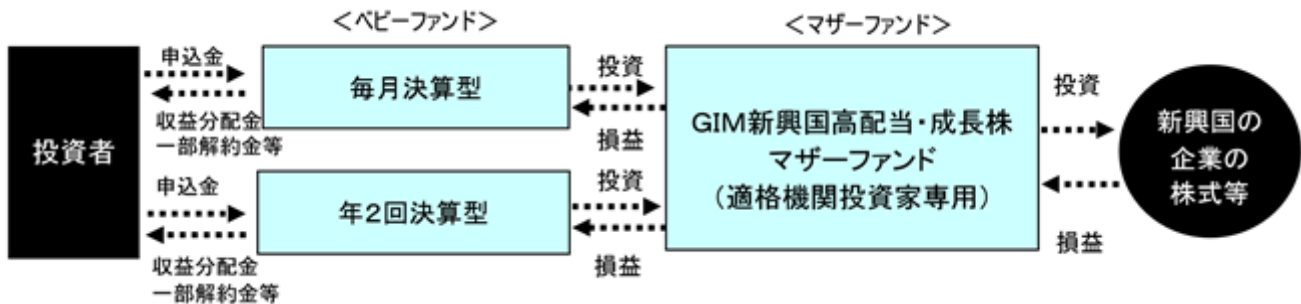 ＜ベビーファンド＞
＜マザーファンド＞
投資者
申込金
収益分配金
一部解約金等
毎月決算型
投資
損益
申込金
収益分配金
一部解約金等
年2回決算型
投資
損益
GIM新興国高配当・成長株
マザーファンド
（適格機関投資家専用）
投資
損益
新興国の
企業の
株式等